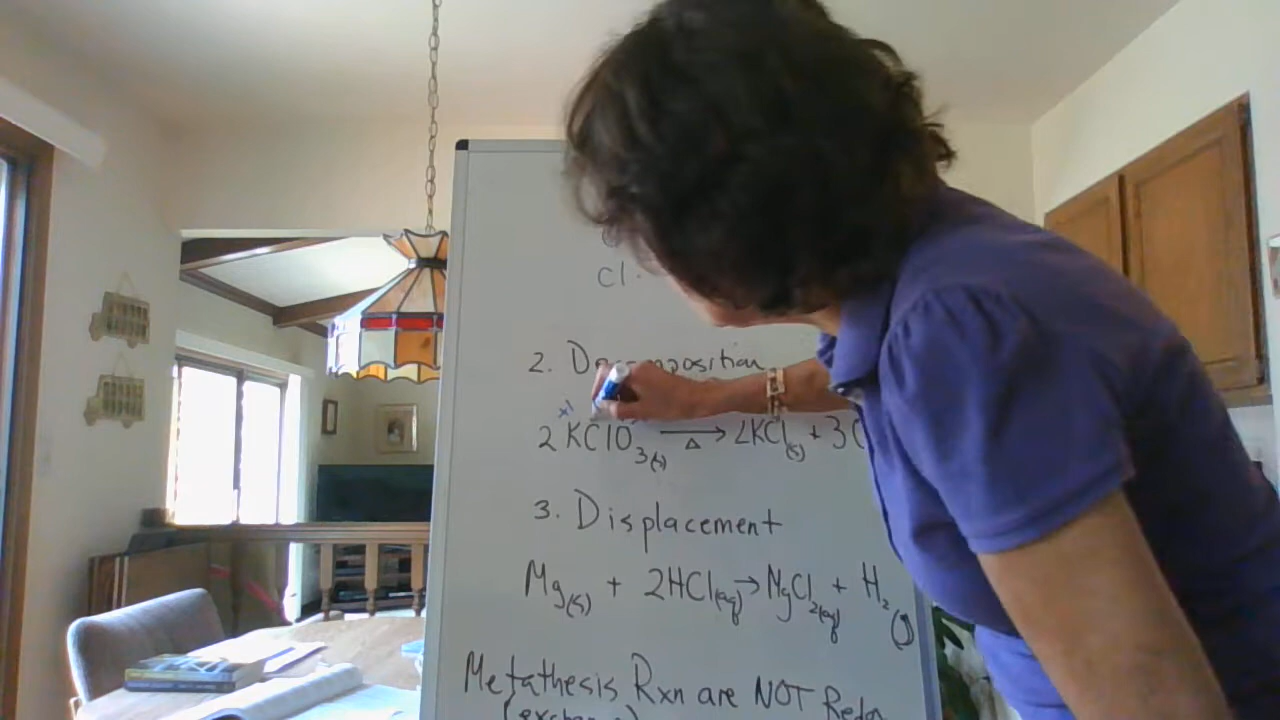 Cl
2. Decomposition
+1
2 KClO3(s) →Δ 2KCl(s) + 3
3. Displacement
Mg(s) + 2HCl(aq) → MgCl2(aq) + H2(g)
Metathesis Rxn are NOT Redox